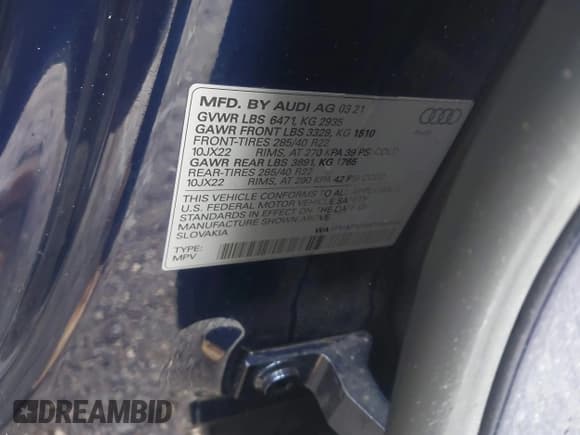 MFD. BY AUDI AG 03 21
GVWR LBS 6471, KG 2935
GAWR FRONT LBS 3329, KG 1510
FRONT-TIRES 285/40 R22
10JX22 RIMS, AT 270 KPA 39 PSI COLD
GAWR REAR LBS 3891, KG 1765
REAR-TIRES 285/40 R22
10JX22 RIMS, AT 290 KPA 42 PSI COLD
THIS VEHICLE CONFORMS TO ALL APPLICABLE
U.S. FEDERAL MOTOR VEHICLE SAFETY
STANDARDS IN EFFECT ON THE DATE OF
MANUFACTURE SHOWN ABOVE
SLOVAKIA
TYPE:
MPV
Audi
DREAMBID